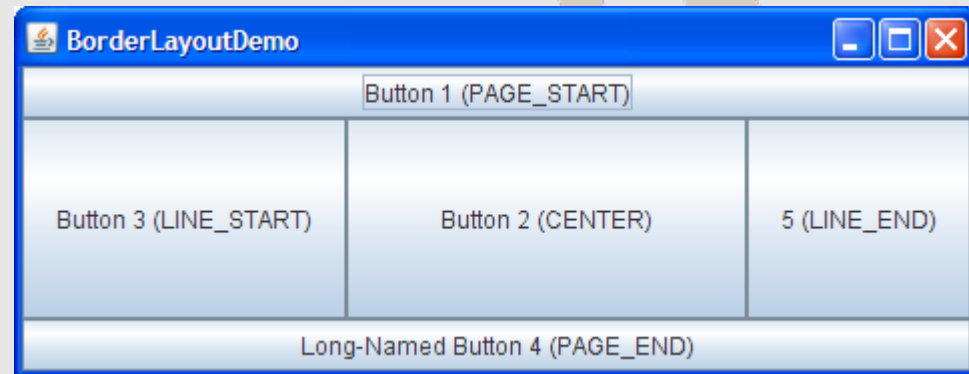 BorderLayoutDemo
Button 1 (PAGE_START)
Button 3 (LINE_START)
Button 2 (CENTER)
5 (LINE_END)
Long-Named Button 4 (PAGE_END)